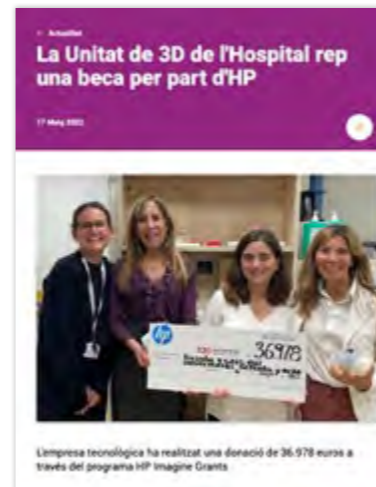 Actualitat
La Unitat de 3D de l'Hospital rep
una beca per part d'HP
17 Maig 2022
hp
36.978
L'empresa tecnològica ha realitzat una donació de 36.978 euros a
través del programa HP Imagine Grants